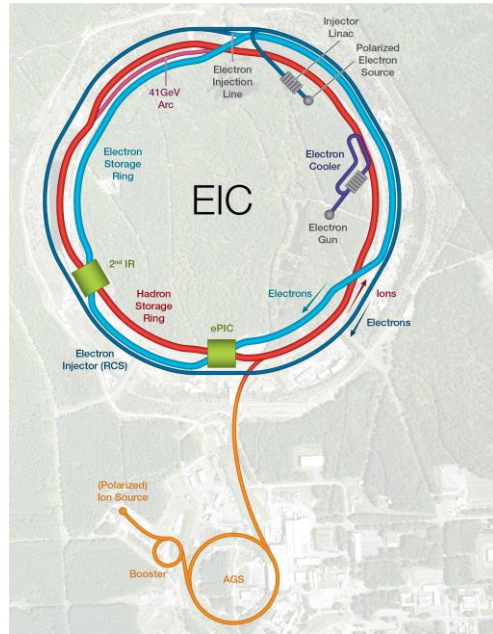 Injector
Linac
Polarized
Electron
Source
Electron
Injection
Line
41GeV
Arc
Electron
Storage
Ring
Electron
Cooler
EIC
Electron
Gun
2nd IR
Hadron
Storage
Ring
Electrons
Ions
ePIC
Electrons
Electron
Injector (RCS)
(Polarized)
Ion Source
Booster
AGS